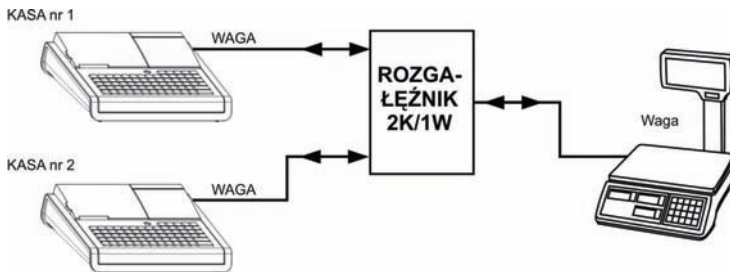 KASA nr 1
WAGA
ROZGA-
ŁĘŹNIK
2K/1W
Waga
KASA nr 2
WAGA